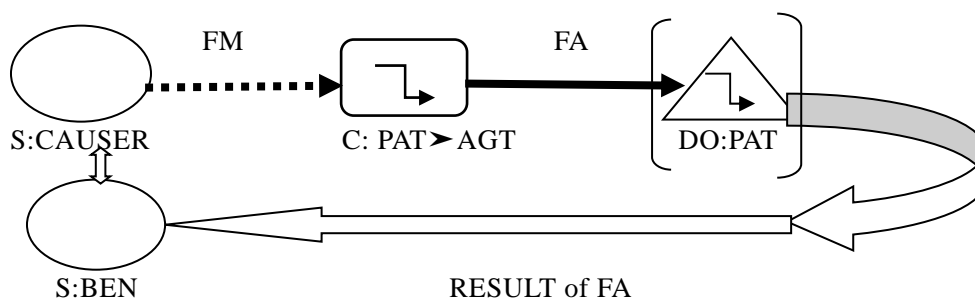 FM
FA
S:CAUSER
C: PAT➤AGT
DO:PAT
S:BEN
RESULT of FA